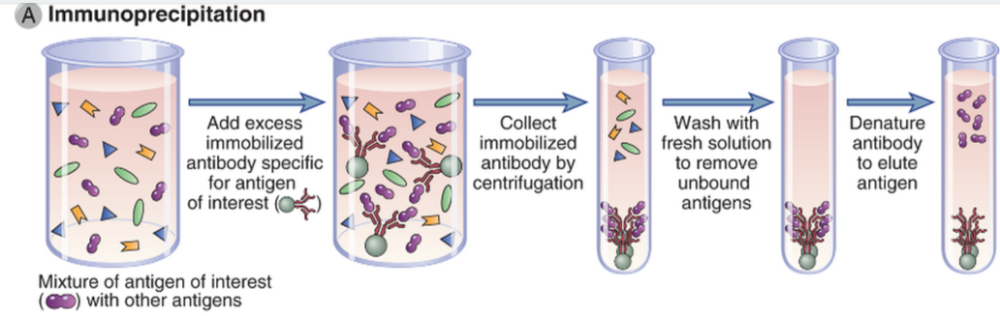 A Immunoprecipitation
Add excess
immobilized
antibody specific
for antigen
of interest ( )
Collect
immobilized
antibody by
centrifugation
Wash with
fresh solution
to remove
unbound
antigens
Denature
antibody
to elute
antigen
Mixture of antigen of interest
( ) with other antigens